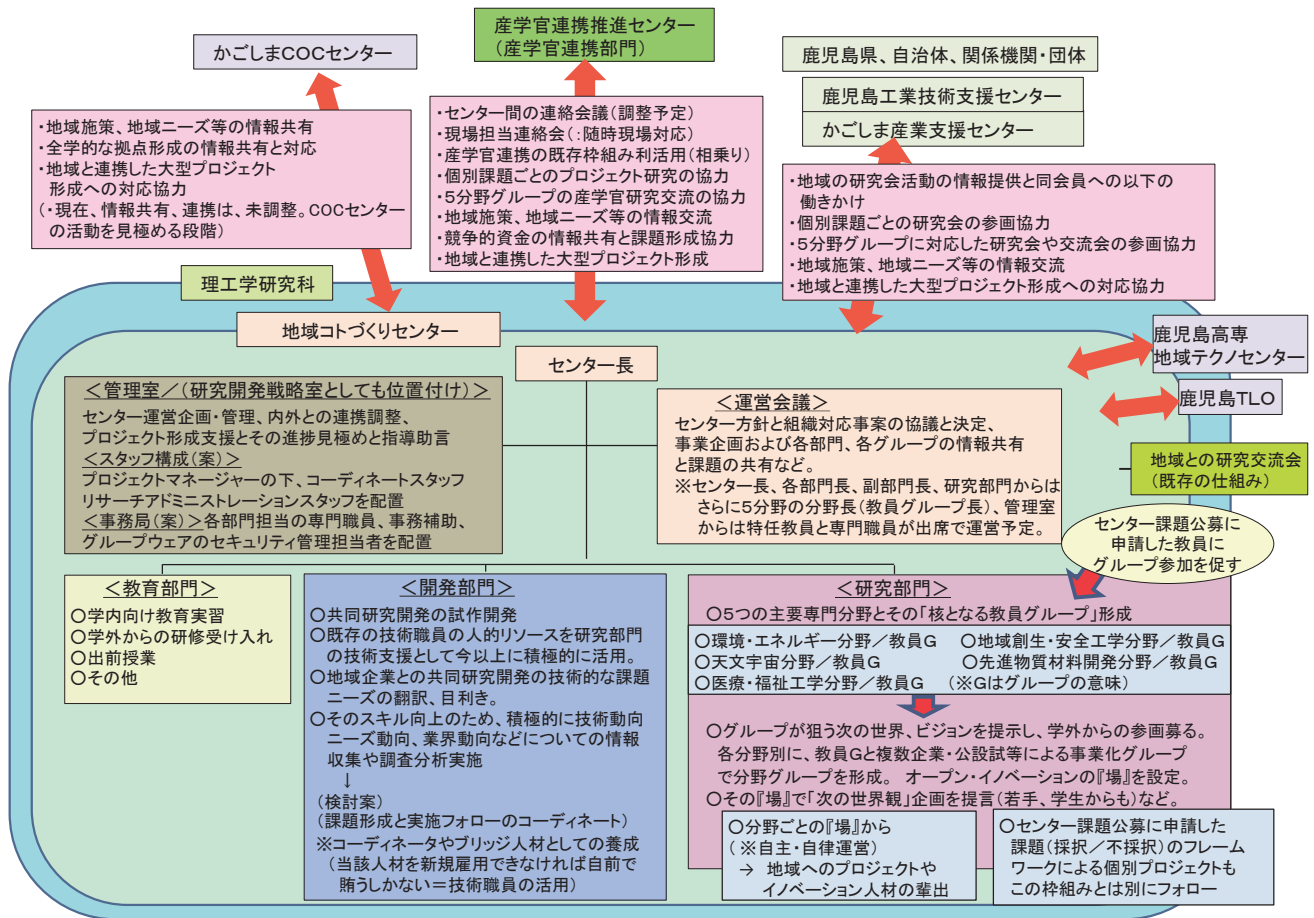 かごしまCOCセンター
産学官連携推進センター
(産学官連携部門)
鹿児島県、自治体、関係機関・団体
鹿児島工業技術支援センター
かごしま産業支援センター
・地域施策、地域ニーズ等の情報共有
・全学的な拠点形成の情報共有と対応
・地域と連携した大型プロジェクト
形成への対応協力
(・現在、情報共有、連携は、未調整。COCセンター
の活動を見極める段階)
・センター間の連絡会議(調整予定)
・現場担当連絡会(:随時現場対応)
・産学官連携の既存枠組み利活用(相乗り)
・個別課題ごとのプロジェクト研究の協力
・5分野グループの産学官研究交流の協力
・地域施策、地域ニーズ等の情報交流
・競争的資金の情報共有と課題形成協力
・地域と連携した大型プロジェクト形成
・地域の研究会活動の情報提供と同会員への以下の
働きかけ
・個別課題ごとの研究会の参画協力
・5分野グループに対応した研究会や交流会の参画協力
・地域施策、地域ニーズ等の情報交流
・地域と連携した大型プロジェクト形成への対応協力
理工学研究科
地域コトづくりセンター
センター長
鹿児島高専
地域テクノセンター
鹿児島TLO
地域との研究交流会
(既存の仕組み)
<管理室/(研究開発戦略室としても位置付け)>
センター運営企画・管理、内外との連携調整、
プロジェクト形成支援とその進捗見極めと指導助言
<スタッフ構成(案)>
プロジェクトマネージャーの下、コーディネートスタッフ
リサーチアドミニストレーションスタッフを配置
<事務局(案)>各部門担当の専門職員、事務補助、
グループウェアのセキュリティ管理担当者を配置
<運営会議>
センター方針と組織対応事案の協議と決定、
事業企画および各部門、各グループの情報共有
と課題の共有など。
※センター長、各部門長、副部門長、研究部門からは
さらに5分野の分野長(教員グループ長)、管理室
からは特任教員と専門職員が出席で運営予定。
センター課題公募に
申請した教員に
グループ参加を促す
<教育部門>
○学内向け教育実習
○学外からの研修受け入れ
○出前授業
○その他
<開発部門>
○共同研究開発の試作開発
○既存の技術職員の人的リソースを研究部門
の技術支援として今以上に積極的に活用。
○地域企業との共同研究開発の技術的な課題
ニーズの翻訳、目利き。
○そのスキル向上のため、積極的に技術動向
ニーズ動向、業界動向などについての情報
収集や調査分析実施
↓
(検討案)
(課題形成と実施フォローのコーディネート)
※コーディネータやブリッジ人材としての養成
(当該人材を新規雇用できなければ自前で
賄うしかない=技術職員の活用)
<研究部門>
○5つの主要専門分野とその「核となる教員グループ」形成
○環境・エネルギー分野/教員G ○地域創生・安全工学分野/教員G
○天文宇宙分野/教員G ○先進物質材料開発分野/教員G
○医療・福祉工学分野/教員G (※Gはグループの意味)
○グループが狙う次の世界、ビジョンを提示し、学外からの参画募る。
各分野別に、教員Gと複数企業・公設試等による事業化グループ
で分野グループを形成。 オープン・イノベーションの『場』を設定。
○その『場』で「次の世界観」企画を提言(若手、学生からも)など。
○分野ごとの『場』から
(※自主・自律運営)
→ 地域へのプロジェクトや
イノベーション人材の輩出
○センター課題公募に申請した
課題(採択/不採択)のフレーム
ワークによる個別プロジェクトも
この枠組みとは別にフォロー